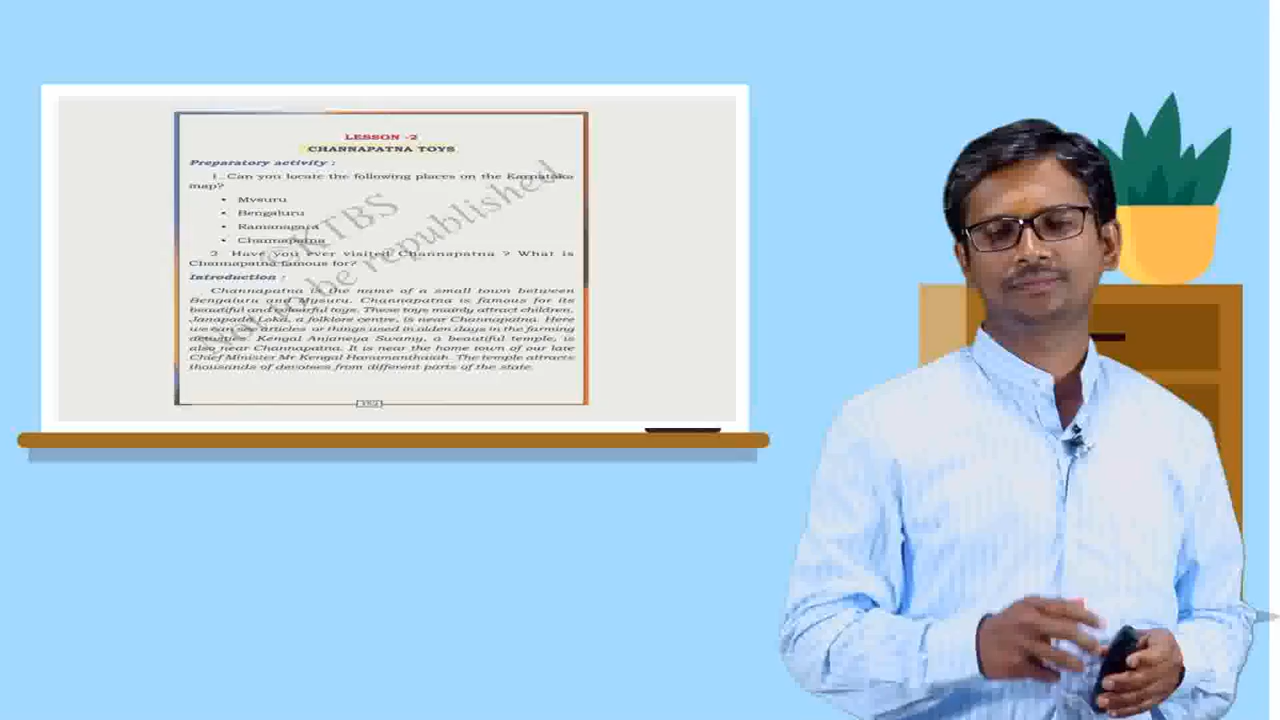 LESSON -2
CHANNAPATNA TOYS
Preparatory activity :
1. Can you locate the following places on the Karnataka
map?
• Mysuru
• Bengaluru
• Ramanagara
• Channapatna
2 Have you ever visited Channapatna ? What is
Channapatna famous for?
Introduction :
Channapatna is the name of a small town between
Bengaluru and Mysuru. Channapatna is famous for its
beautiful and colourful toys. These toys mainly attract children.
Janapada Loka, a folklore centre, is near Channapatna. Here
we can see articles or things used in olden days in the farming
activities. Kengal Anjaneya Swamy, a beautiful temple, is
also near Channapatna. It is near the home town of our late
Chief Minister Mr Kengal Hanumanthaiah. The temple attracts
thousands of devotees from different parts of the state.
©KTBS
Not to be republished